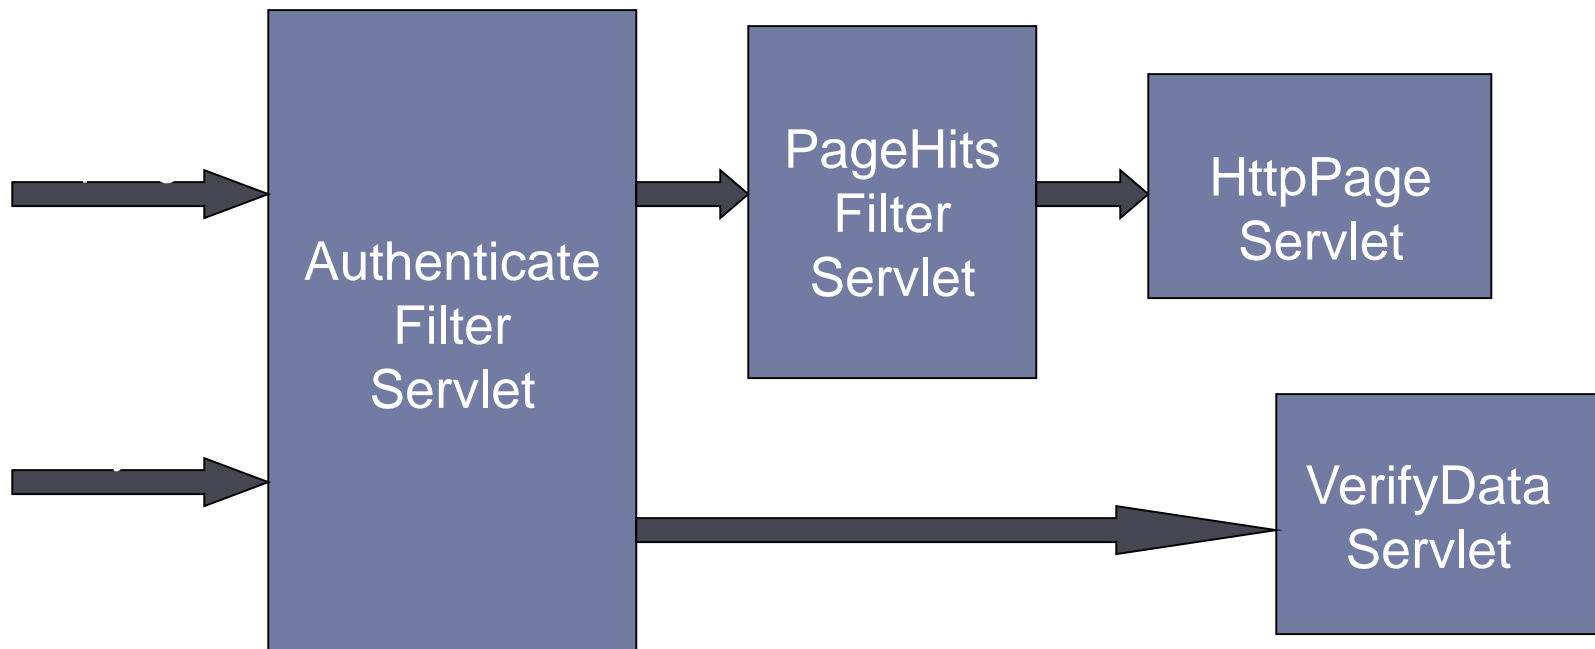 Authenticate
Filter
Servlet
PageHits
Filter
Servlet
HttpPage
Servlet
VerifyData
Servlet